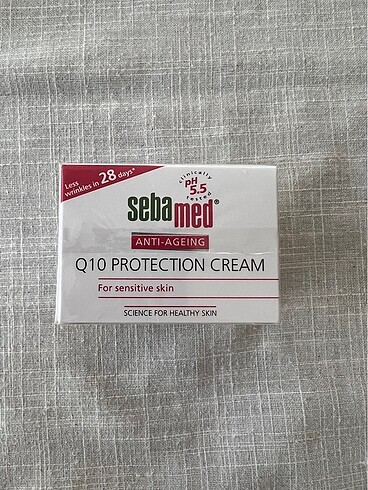 Less
wrinkles in 28 days*
clinically
pH
5.5
tested
sebamed®
ANTI-AGEING
Q10 PROTECTION CREAM
For sensitive skin
SCIENCE FOR HEALTHY SKIN